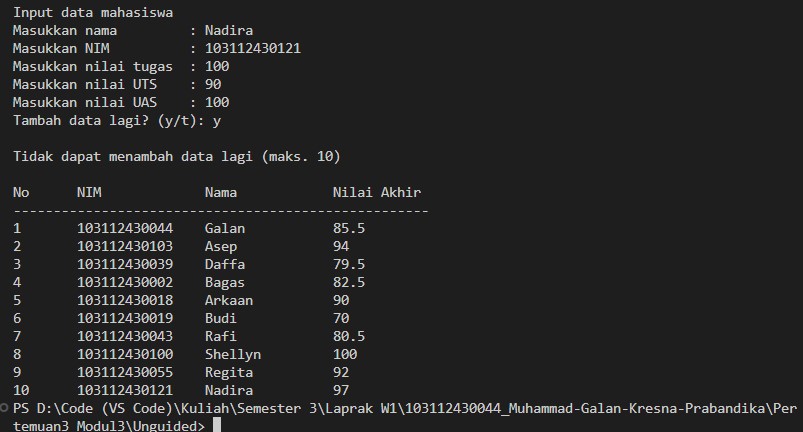 Input data mahasiswa
Masukkan nama         : Nadira
Masukkan NIM          : 103112430121
Masukkan nilai tugas  : 100
Masukkan nilai UTS    : 90
Masukkan nilai UAS    : 100
Tambah data lagi? (y/t): y
Tidak dapat menambah data lagi (maks. 10)
No      NIM             Nama            Nilai Akhir
----------------------------------------------------
1       103112430044    Galan           85.5
2       103112430103    Asep            94
3       103112430039    Daffa           79.5
4       103112430002    Bagas           82.5
5       103112430018    Arkaan          90
6       103112430019    Budi            70
7       103112430043    Rafi            80.5
8       103112430100    Shellyn         100
9       103112430055    Regita          92
10      103112430121    Nadira          97
PS D:\Code (VS Code)\Kuliah\Semester 3\Laprak W1\103112430044_Muhammad-Galan-Kresna-Prabandika\Per
temuan3_Modul3\Unguided>